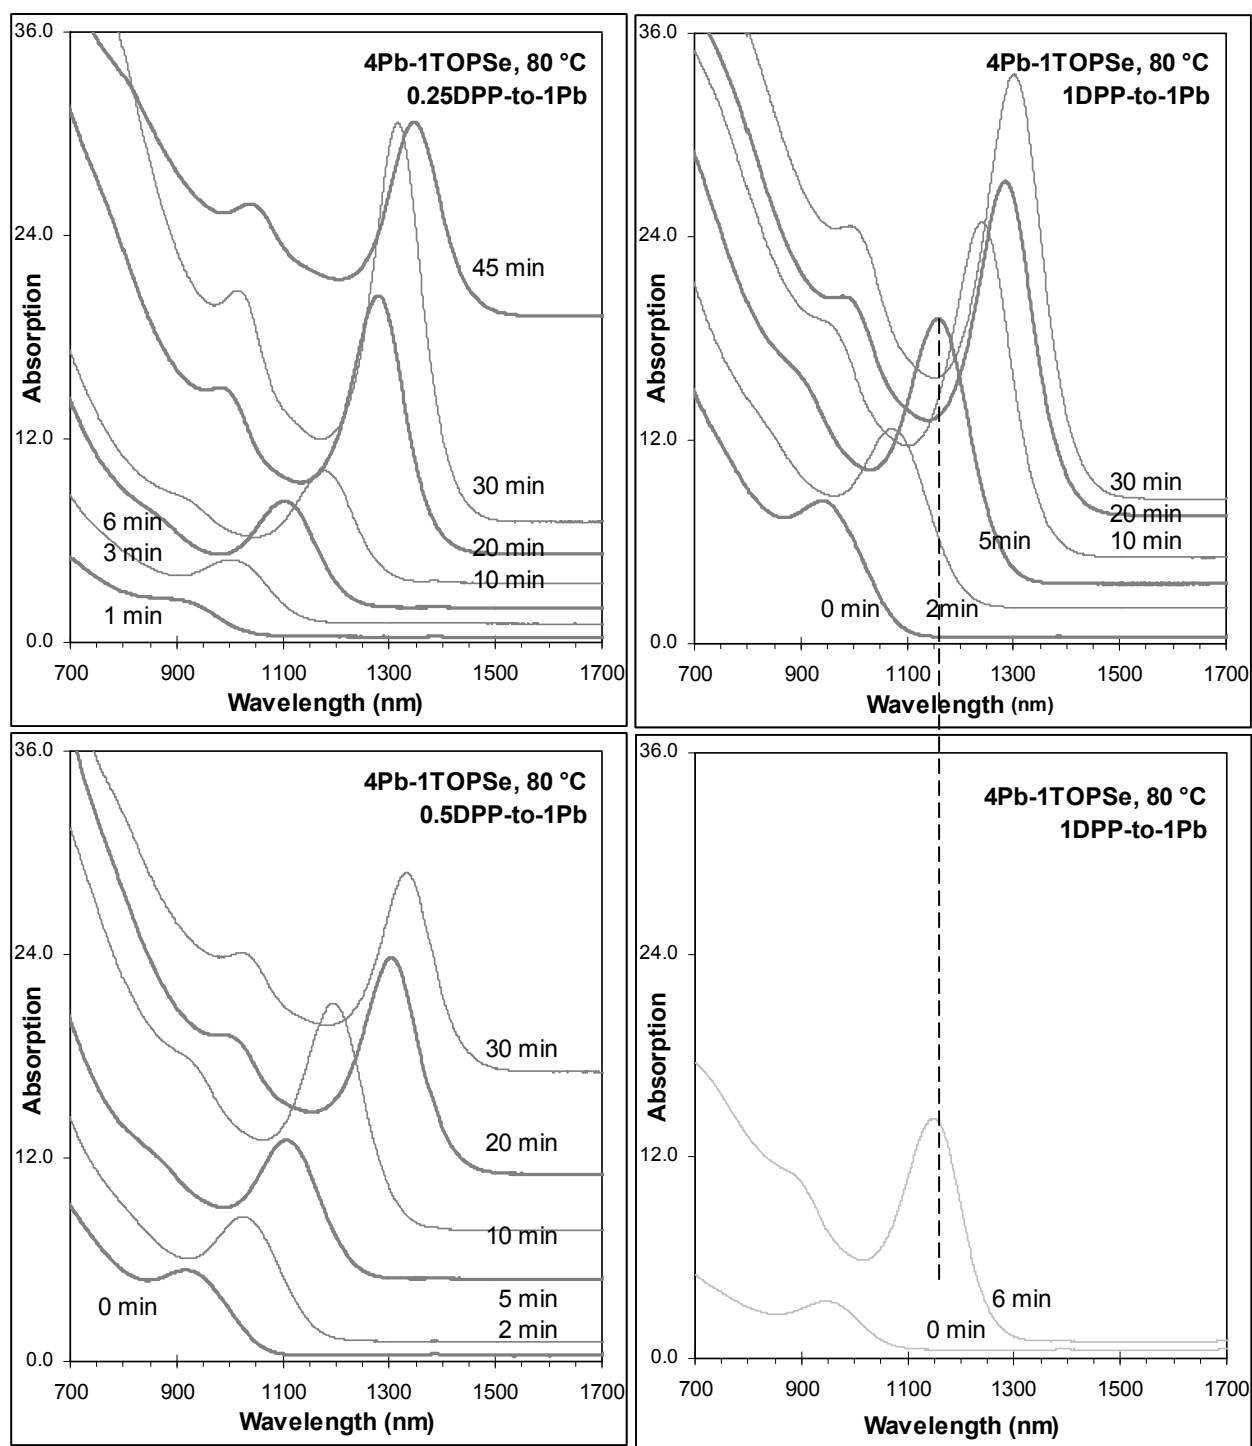 36.0
24.0
12.0
0.0
Absorption
4Pb-1TOPSe, 80 °C
0.25DPP-to-1Pb
45 min
30 min
20 min
10 min
6 min
3 min
1 min
700 900 1100 1300 1500 1700
Wavelength (nm)
36.0
24.0
12.0
0.0
Absorption
4Pb-1TOPSe, 80 °C
1DPP-to-1Pb
30 min
20 min
10 min
5min
0 min 2min
700 900 1100 1300 1500 1700
Wavelength (nm)
36.0
24.0
12.0
0.0
Absorption
4Pb-1TOPSe, 80 °C
0.5DPP-to-1Pb
30 min
20 min
10 min
5 min
2 min
0 min
700 900 1100 1300 1500 1700
Wavelength (nm)
36.0
24.0
12.0
0.0
Absorption
4Pb-1TOPSe, 80 °C
1DPP-to-1Pb
6 min
0 min
700 900 1100 1300 1500 1700
Wavelength (nm)